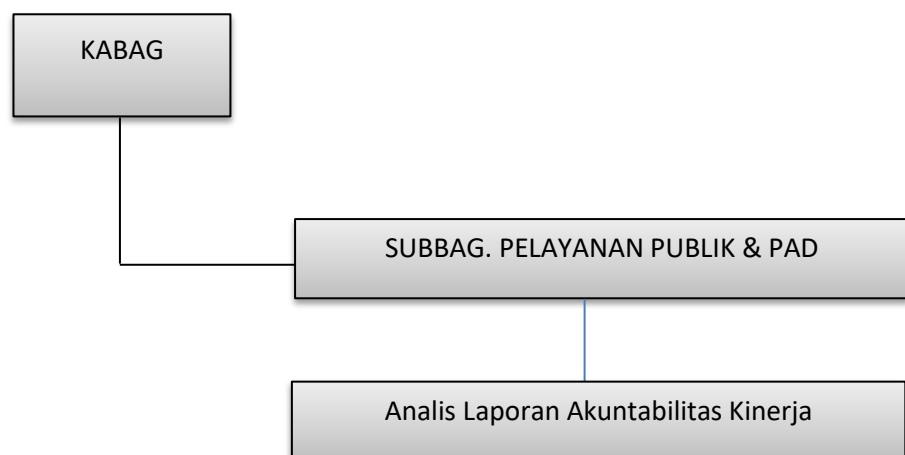 KABAG
SUBBAG. PELAYANAN PUBLIK & PAD
Analis Laporan Akuntabilitas Kinerja